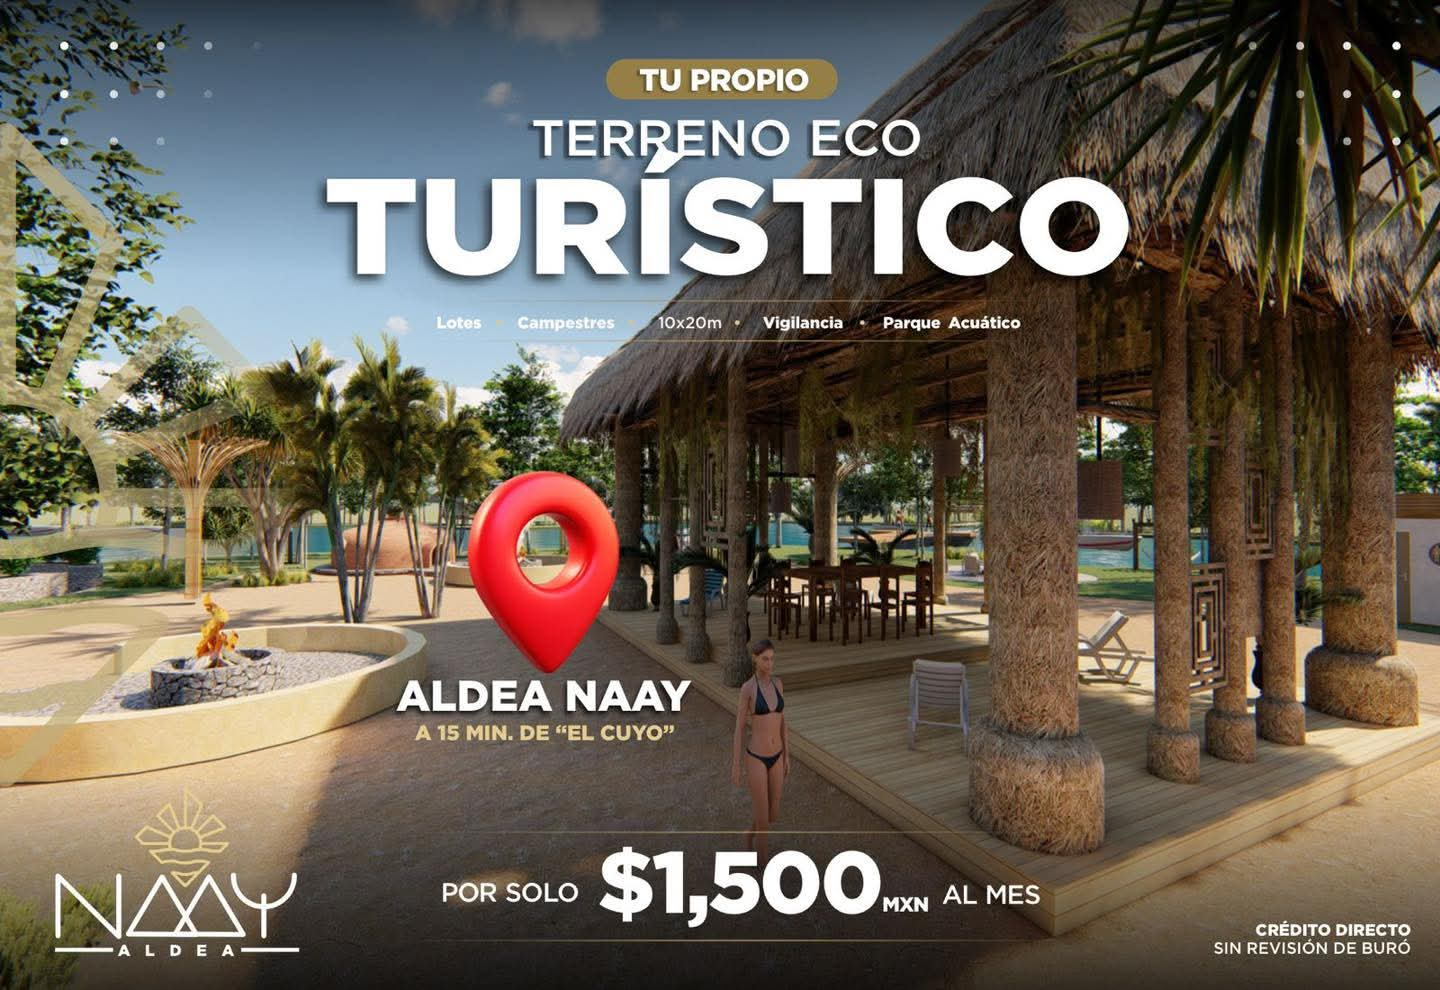 TU PROPIO
TERRENO ECO
TURÍSTICO
Lotes • Campestres • 10x20m • Vigilancia • Parque Acuático
ALDEA NAAY
A 15 MIN. DE “EL CUYO”
POR SOLO $1,500 MXN AL MES
NAAY
ALDEA
CRÉDITO DIRECTO
SIN REVISIÓN DE BURÓ